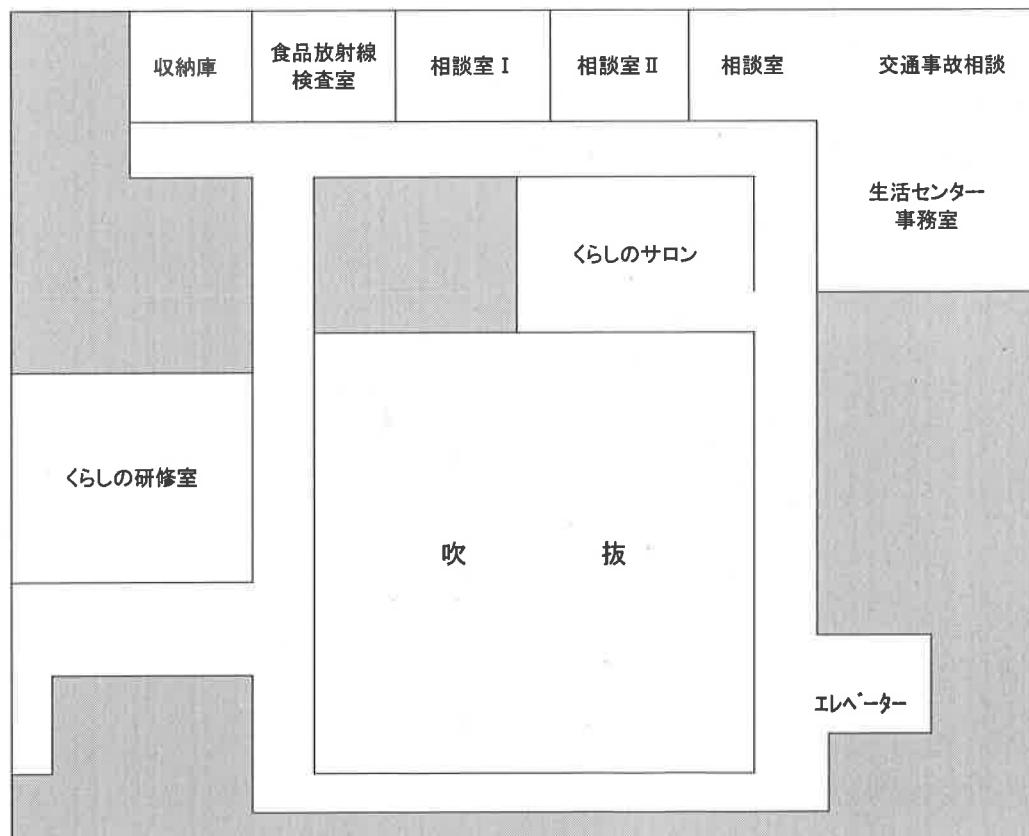 収納庫
食品放射線
検査室
相談室Ⅰ
相談室Ⅱ
相談室
交通事故相談
生活センター
事務室
くらしのサロン
くらしの研修室
吹 抜
エレベーター